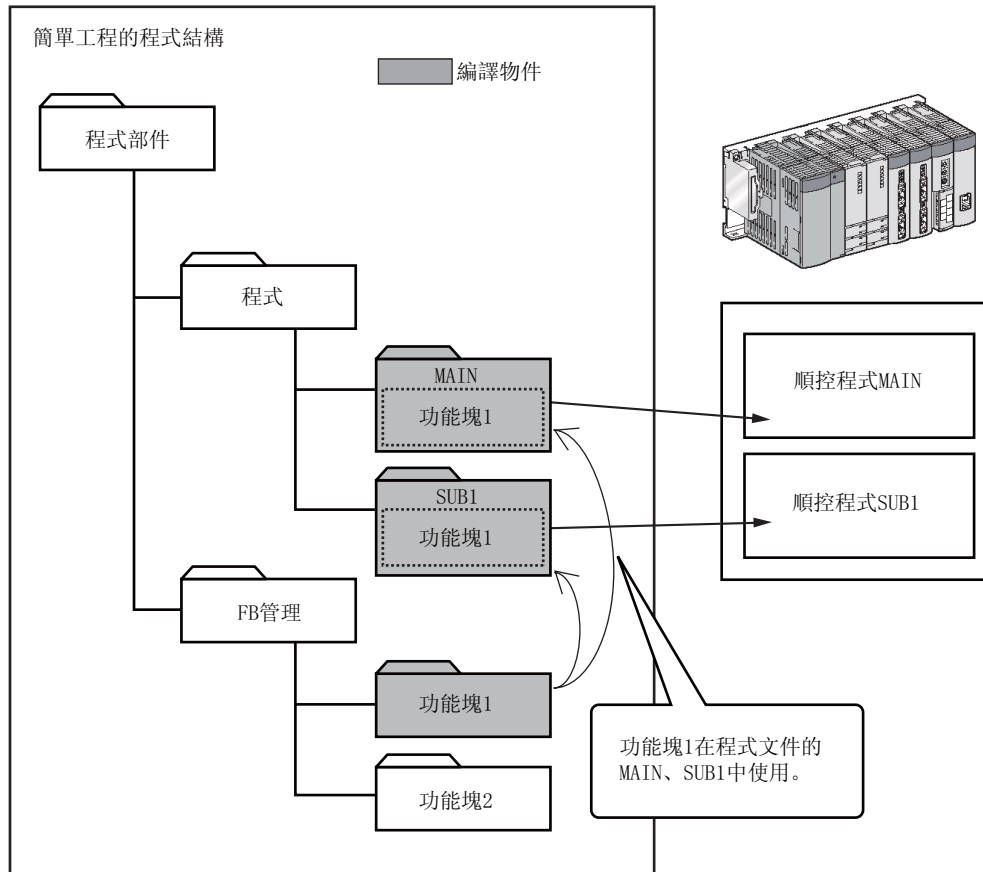 簡單工程的程式結構
編譯物件
程式部件
程式
MAIN
功能塊1
SUB1
功能塊1
FB管理
功能塊1
功能塊2
順控程式MAIN
順控程式SUB1
功能塊1在程式文件的
MAIN、SUB1中使用。